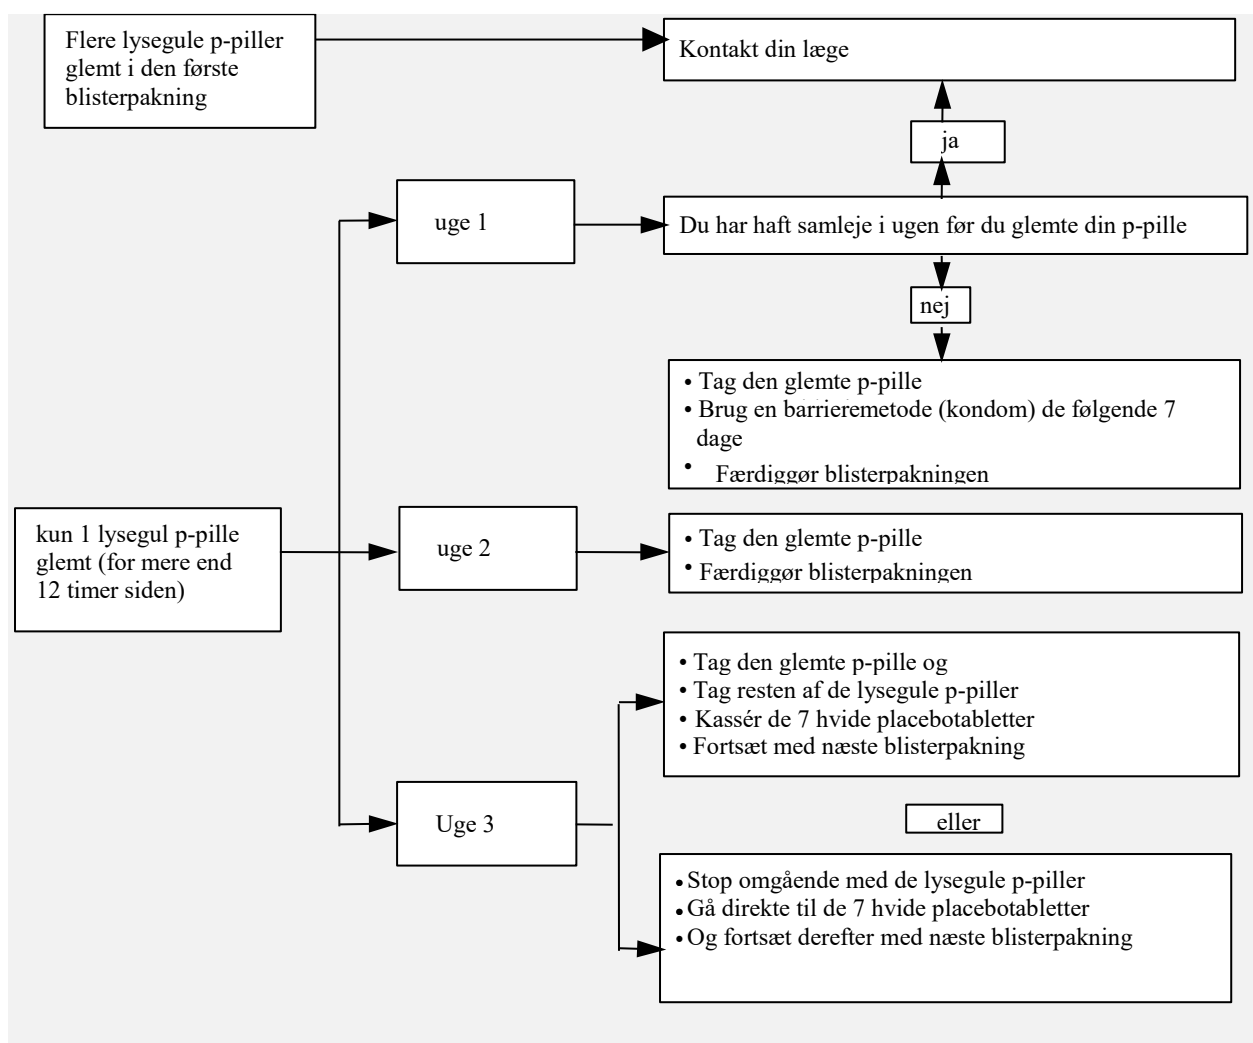 Flere lysegule p-piller
glemt i den første
blisterpakning
Kontakt din læge
ja
uge 1
Du har haft samleje i ugen før du glemte din p-pille
nej
• Tag den glemte p-pille
• Brug en barrieremetode (kondom) de følgende 7
dage
• Færdiggør blisterpakningen
kun 1 lysegul p-pille
glemt (for mere end
12 timer siden)
uge 2
• Tag den glemte p-pille
• Færdiggør blisterpakningen
• Tag den glemte p-pille og
• Tag resten af de lysegule p-piller
• Kassér de 7 hvide placebotabletter
• Fortsæt med næste blisterpakning
Uge 3
eller
• Stop omgående med de lysegule p-piller
• Gå direkte til de 7 hvide placebotabletter
• Og fortsæt derefter med næste blisterpakning